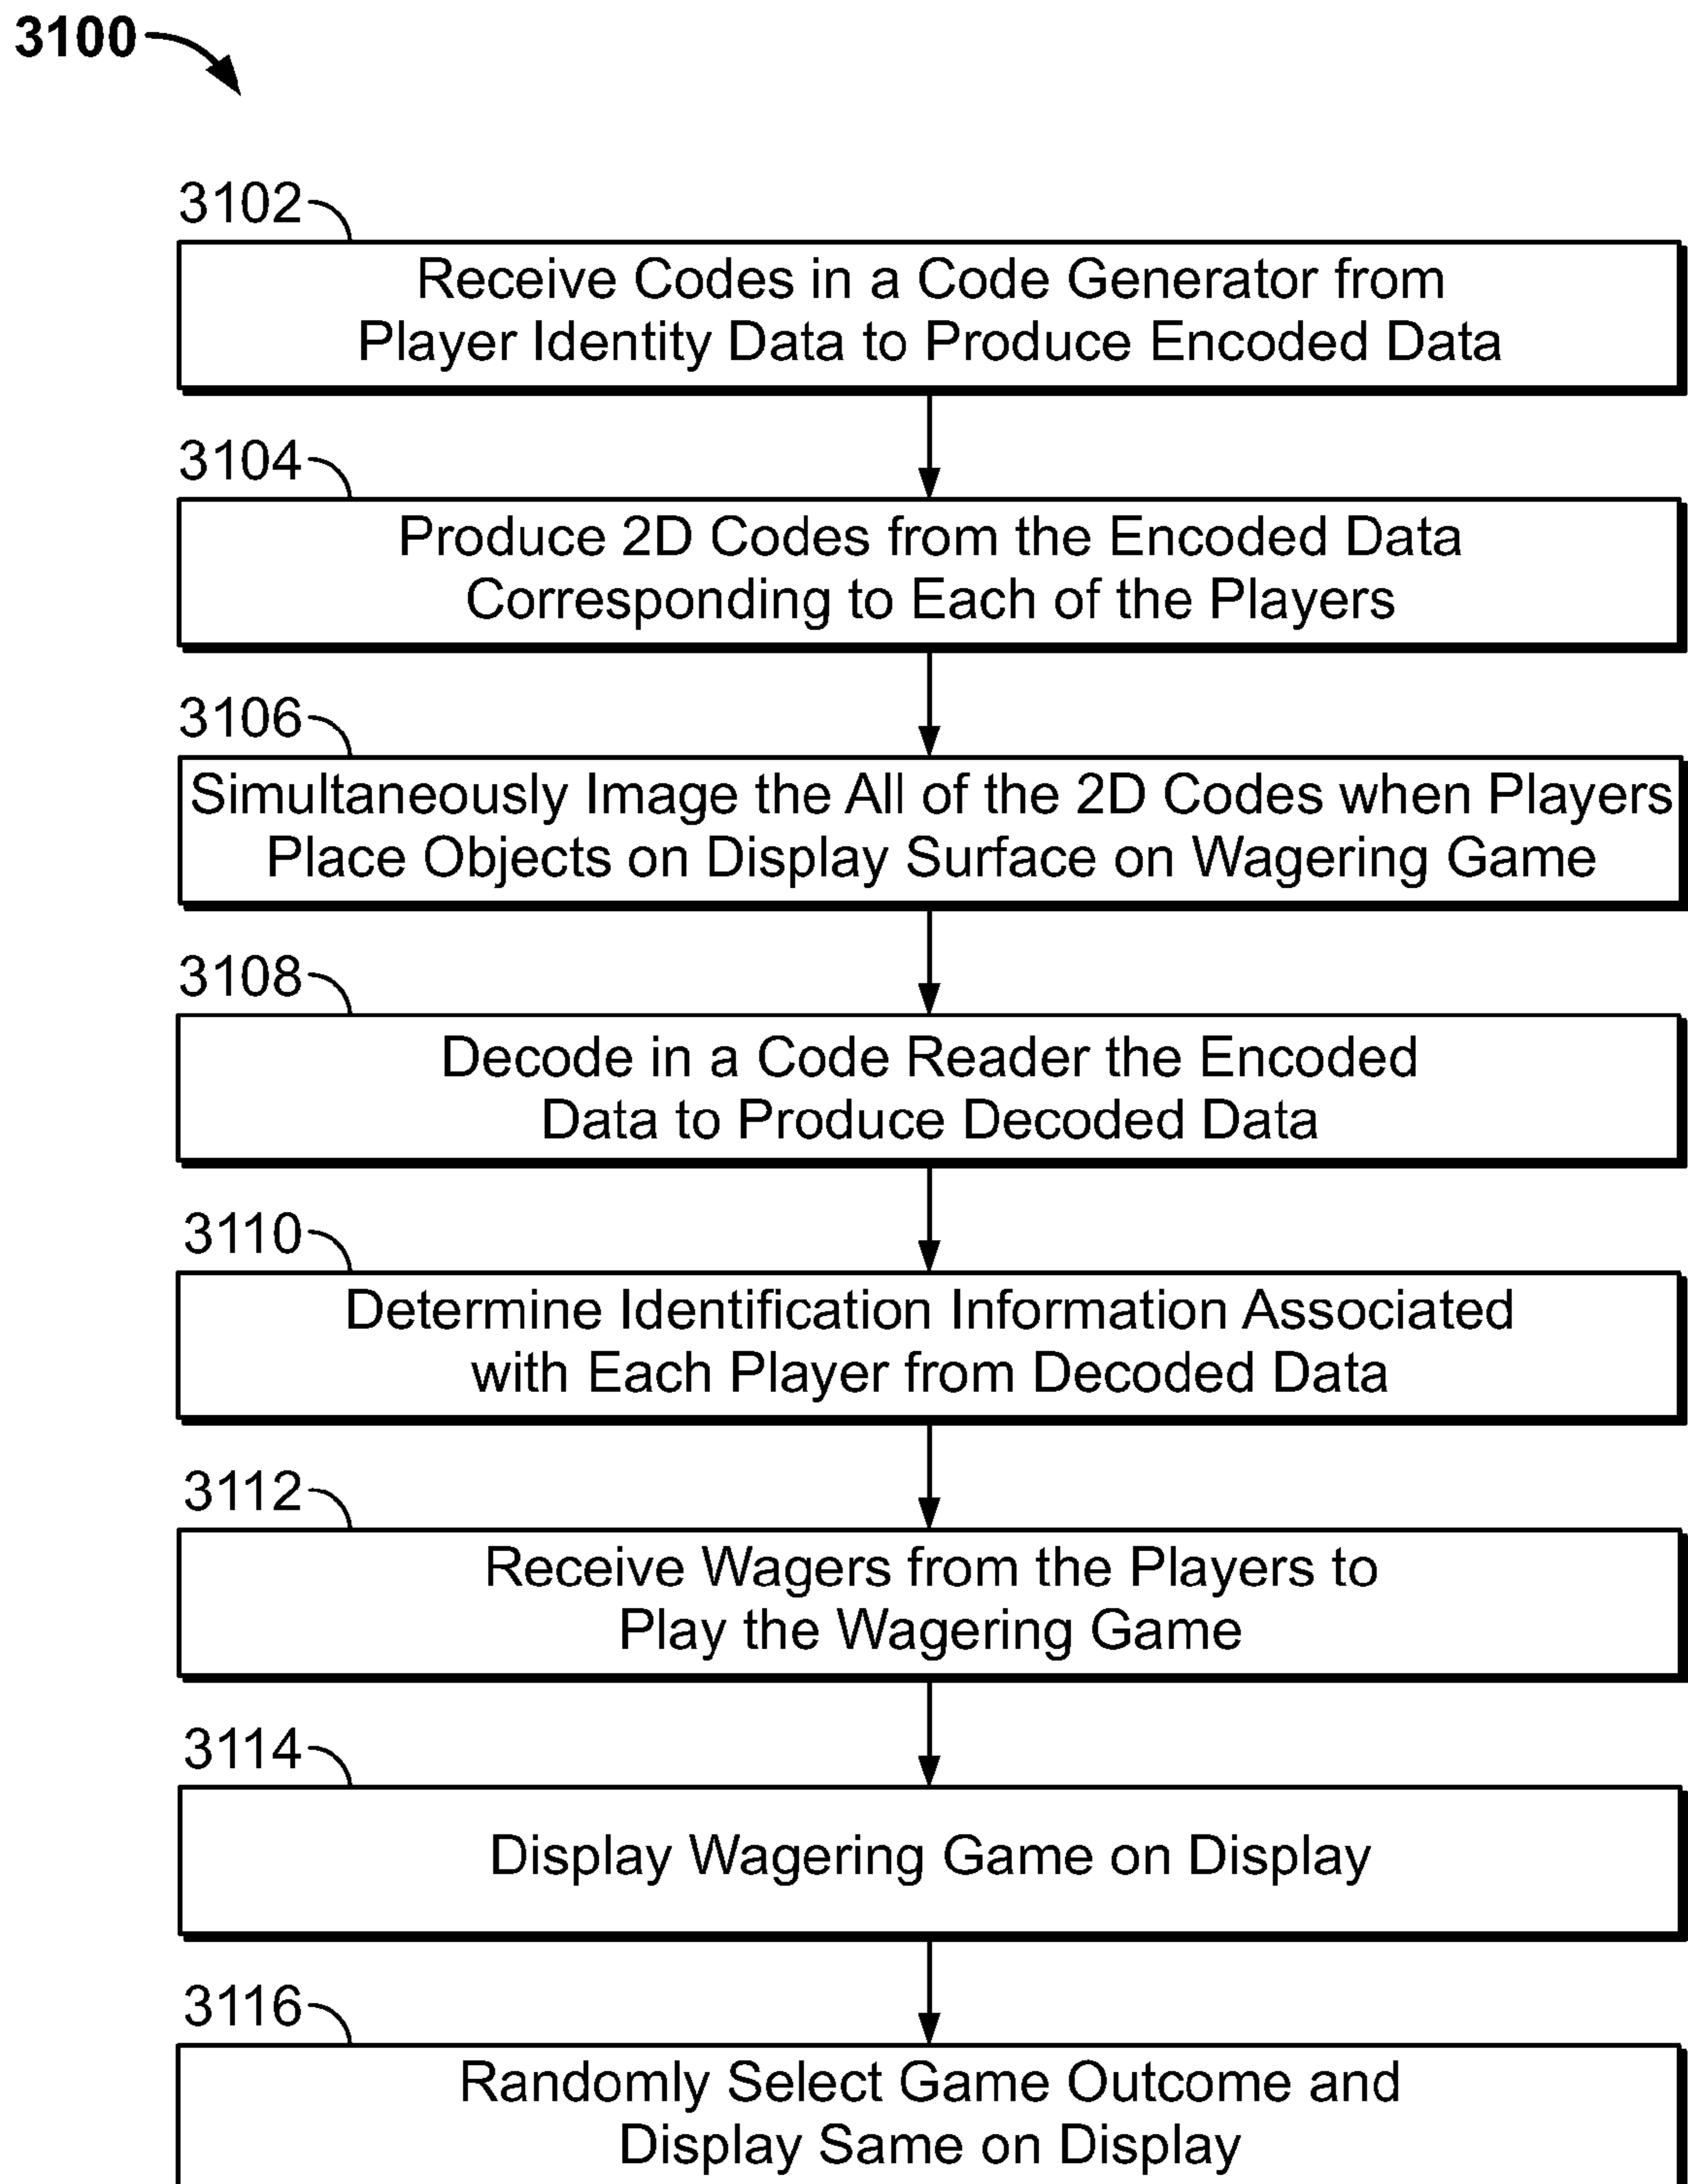 3100
3102
Receive Codes in a Code Generator from
Player Identity Data to Produce Encoded Data
3104
Produce 2D Codes from the Encoded Data
Corresponding to Each of the Players
3106
Simultaneously Image the All of the 2D Codes when Players
Place Objects on Display Surface on Wagering Game
3108
Decode in a Code Reader the Encoded
Data to Produce Decoded Data
3110
Determine Identification Information Associated
with Each Player from Decoded Data
3112
Receive Wagers from the Players to
Play the Wagering Game
3114
Display Wagering Game on Display
3116
Randomly Select Game Outcome and
Display Same on Display